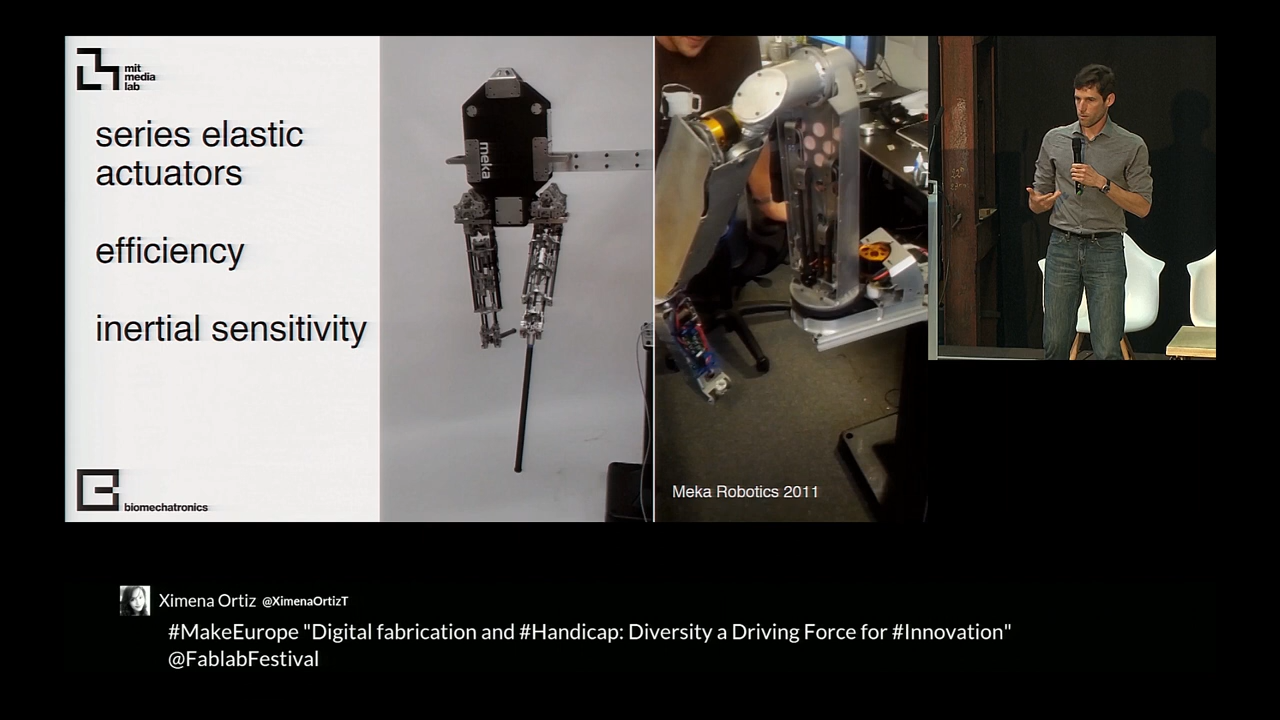 mit
media
lab
series elastic
actuators
efficiency
inertial sensitivity
biomechatronics
meka
Meka Robotics 2011
Ximena Ortiz @XimenaOrtizT
#MakeEurope "Digital fabrication and #Handicap: Diversity a Driving Force for #Innovation"
@FablabFestival